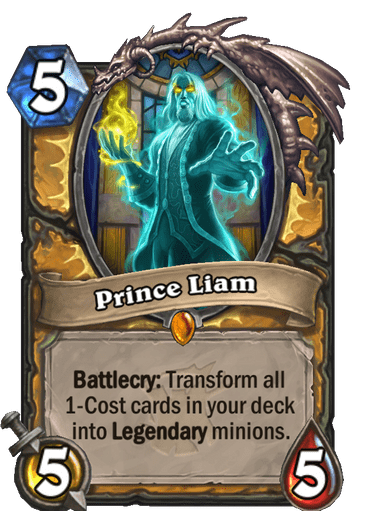 5
Prince Liam
Battlecry: Transform all
1-Cost cards in your deck
into Legendary minions.
5
5